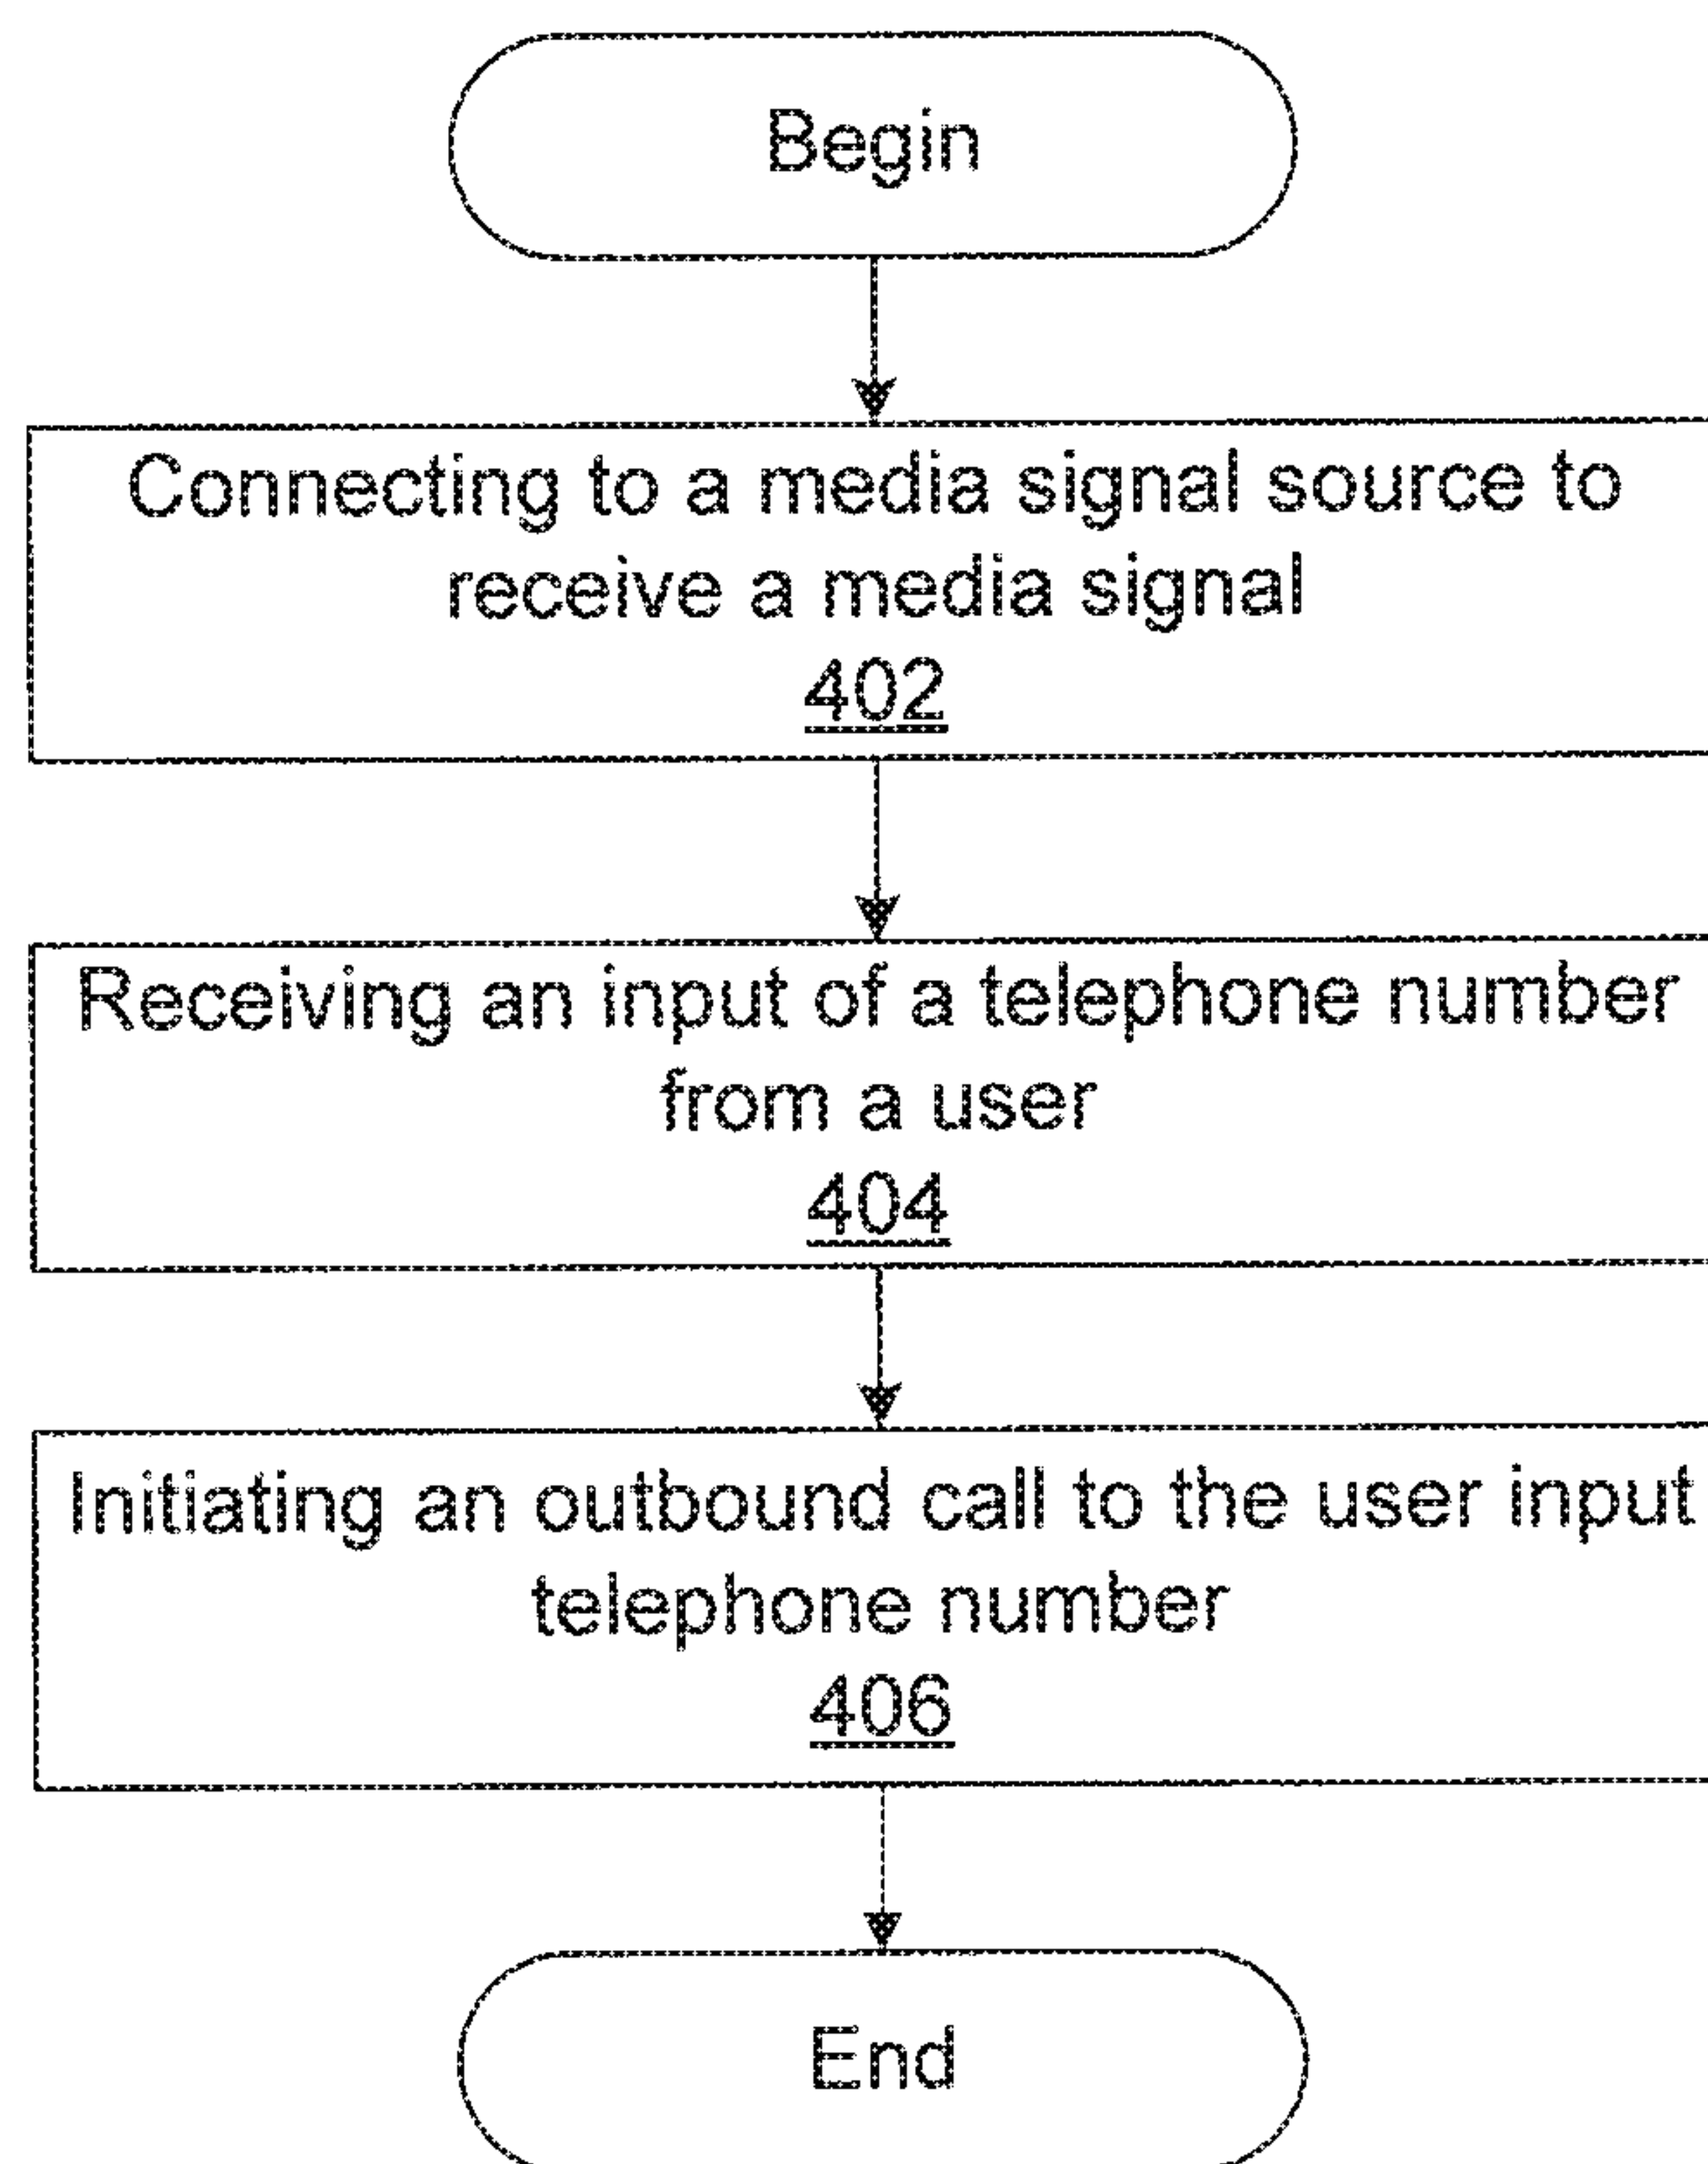 Begin
Connecting to a media signal source to
receive a media signal
402
Receiving an input of a telephone number
from a user
404
Initiating an outbound call to the user input
telephone number
406
End